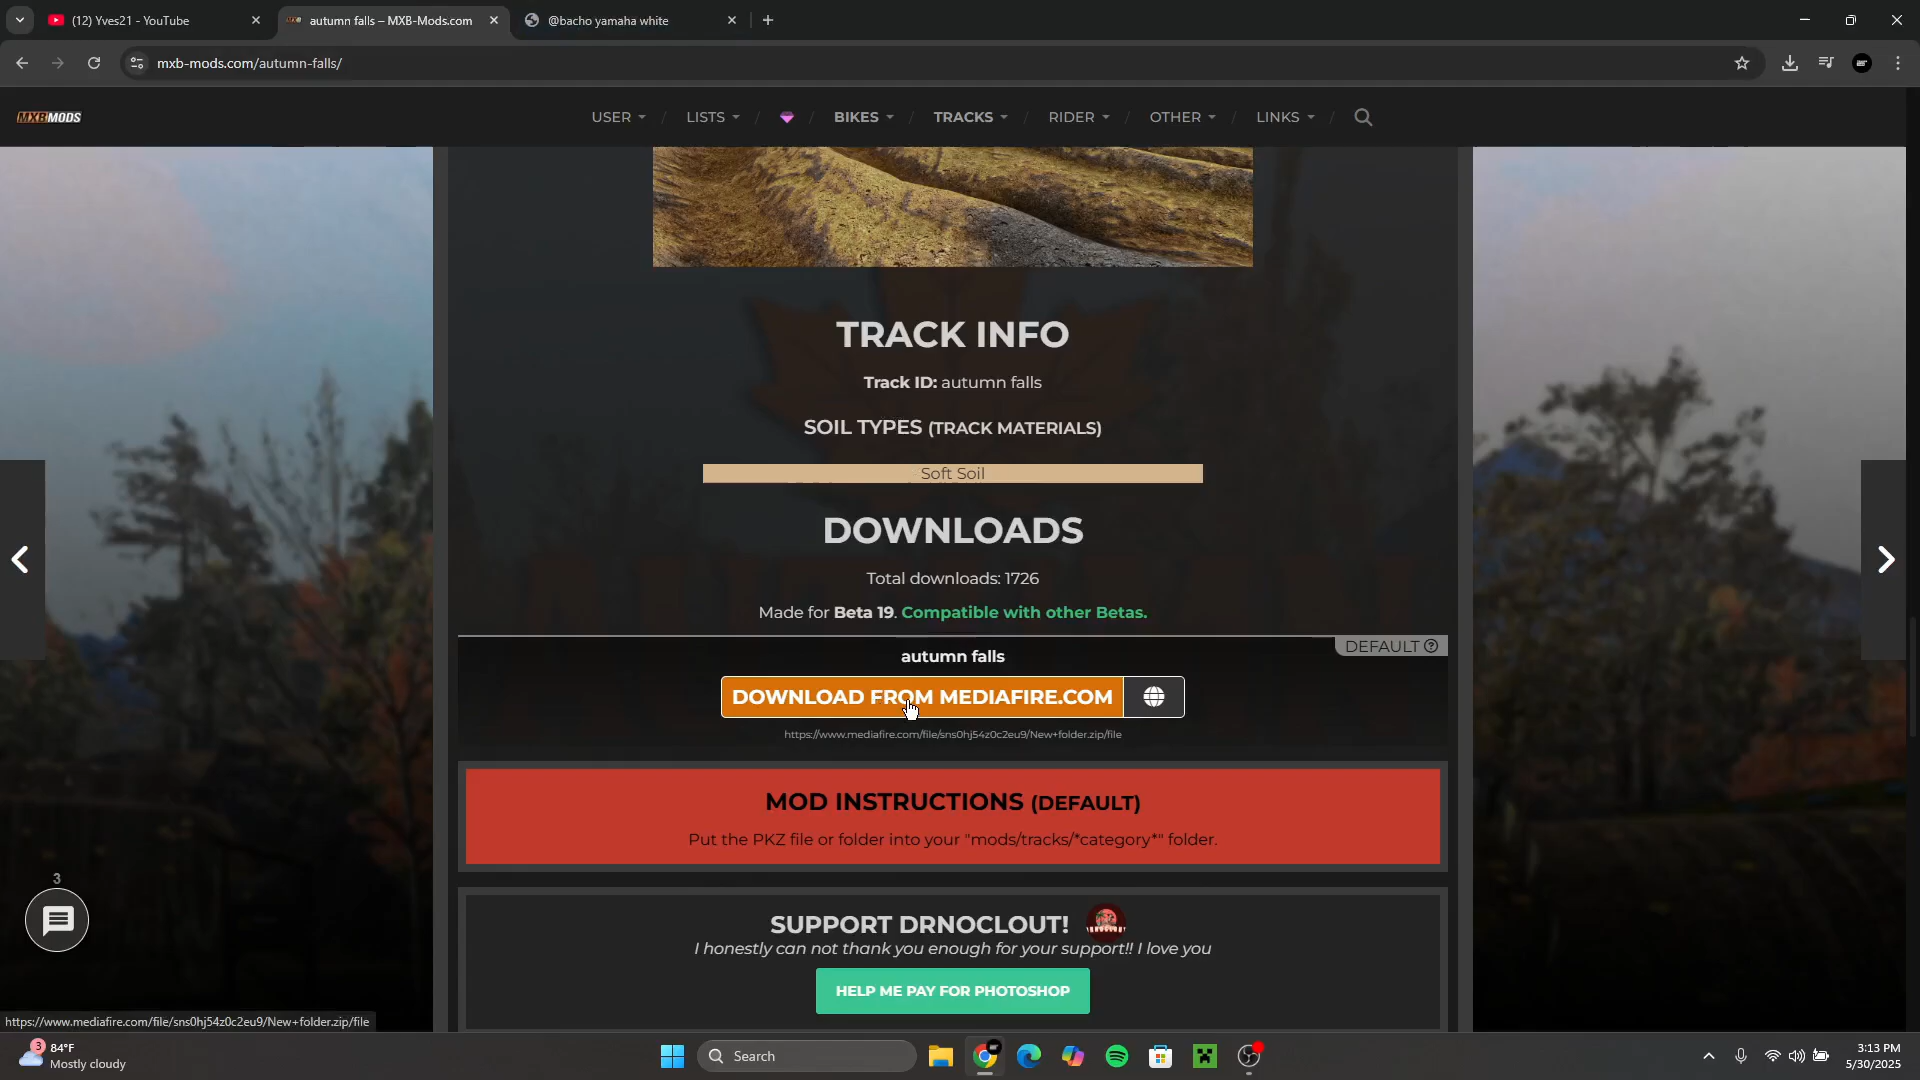 (12) Yves21 - YouTube
autumn falls – MXB-Mods.com
@bacho yamaha white
mxb-mods.com/autumn-falls/
MXBMODS
USER / LISTS / / BIKES / TRACKS / RIDER / OTHER / LINKS /
TRACK INFO
Track ID: autumn falls
SOIL TYPES (TRACK MATERIALS)
Soft Soil
DOWNLOADS
Total downloads: 1726
Made for Beta 19. Compatible with other Betas.
DEFAULT
autumn falls
DOWNLOAD FROM MEDIAFIRE.COM
https://www.mediafire.com/file/sns0hj54z0c2eu9/New+folder.zip/file
MOD INSTRUCTIONS (DEFAULT)
Put the PKZ file or folder into your "mods/tracks/*category*" folder.
3
SUPPORT DRNOCLOUT!
I honestly can not thank you enough for your support!! I love you
HELP ME PAY FOR PHOTOSHOP
https://www.mediafire.com/file/sns0hj54z0c2eu9/New+folder.zip/file
3
84°F
Mostly cloudy
Search
3:13 PM
5/30/2025